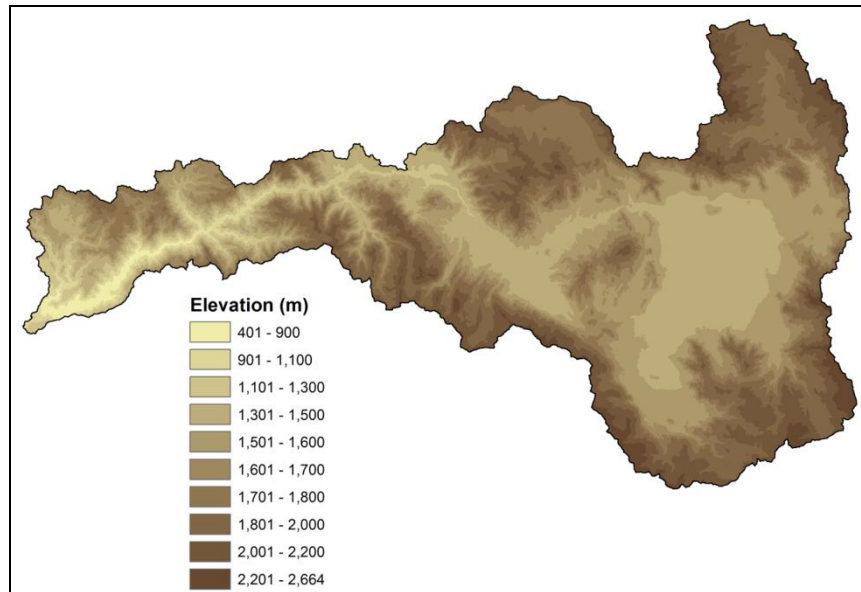 Elevation (m)
401 - 900
901 - 1,100
1,101 - 1,300
1,301 - 1,500
1,501 - 1,600
1,601 - 1,700
1,701 - 1,800
1,801 - 2,000
2,001 - 2,200
2,201 - 2,664